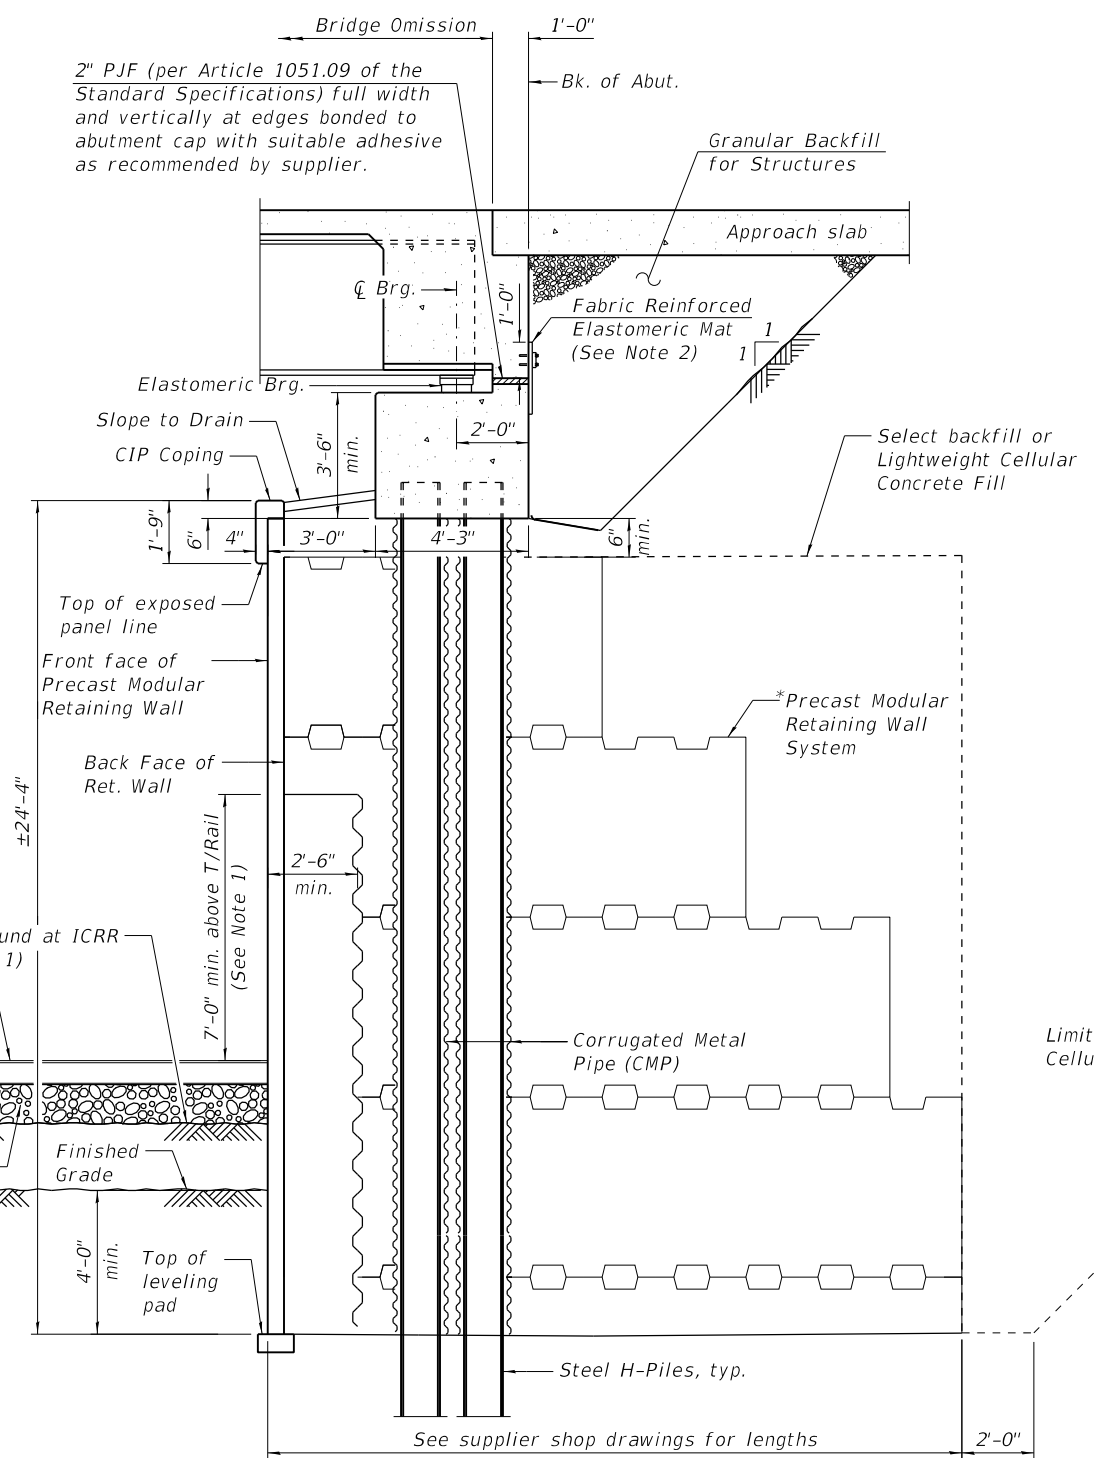 Bridge Omission
1'-0"
2" PJF (per Article 1051.09 of the
Standard Specifications) full width
and vertically at edges bonded to
abutment cap with suitable adhesive
as recommended by supplier.
Bk. of Abut.
Granular Backfill
for Structures
Approach slab
℄ Brg.
1'-0"
Fabric Reinforced
Elastomeric Mat
(See Note 2)
1
1
Elastomeric Brg.
Slope to Drain
CIP Coping
3'-6"
min.
2'-0"
Select backfill or
Lightweight Cellular
Concrete Fill
1'-9"
6"
4"
3'-0"
4'-3"
6"
min.
Top of exposed
panel line
Front face of
Precast Modular
Retaining Wall
*Precast Modular
Retaining Wall
System
Back Face of
Ret. Wall
±24'-4"
7'-0" min. above T/Rail
(See Note 1)
2'-6"
min.
und at ICRR
1)
Corrugated Metal
Pipe (CMP)
Limit
Cellu
Finished
Grade
4'-0"
min.
Top of
leveling
pad
Steel H-Piles, typ.
See supplier shop drawings for lengths
2'-0"